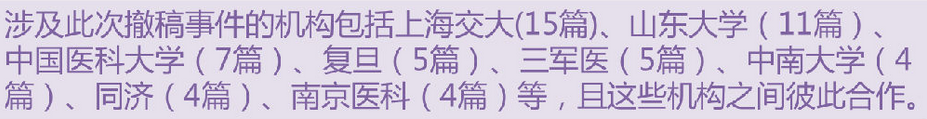 涉及此次撤稿事件的机构包括上海交大(15篇)、山东大学（11篇）、
中国医科大学（7篇）、复旦（5篇）、三军医（5篇）、中南大学（4
篇）、同济（4篇）、南京医科（4篇）等，且这些机构之间彼此合作。